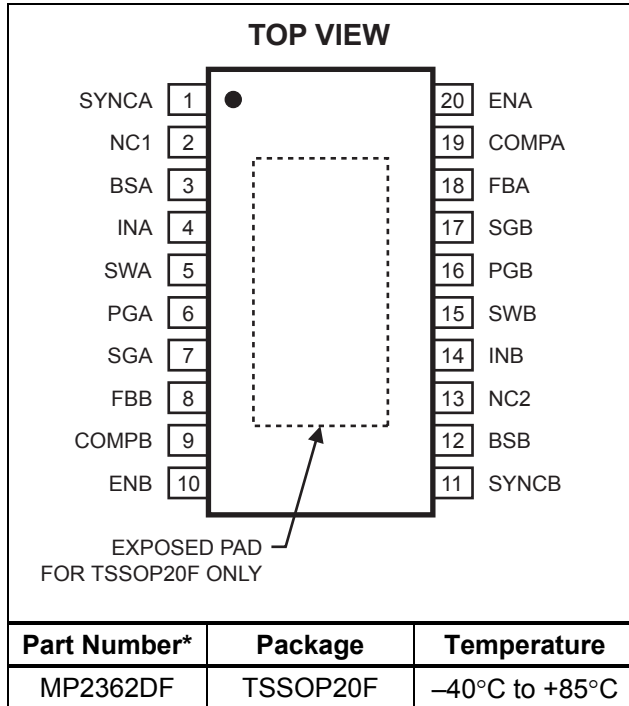 TOP VIEW
SYNCA 1 20 ENA
NC1 2 19 COMPA
BSA 3 18 FBA
INA 4 17 SGB
SWA 5 16 PGB
PGA 6 15 SWB
SGA 7 14 INB
FBB 8 13 NC2
COMPB 9 12 BSB
ENB 10 11 SYNCB
EXPOSED PAD
FOR TSSOP20F ONLY
Part Number* Package Temperature
MP2362DF TSSOP20F –40°C to +85°C